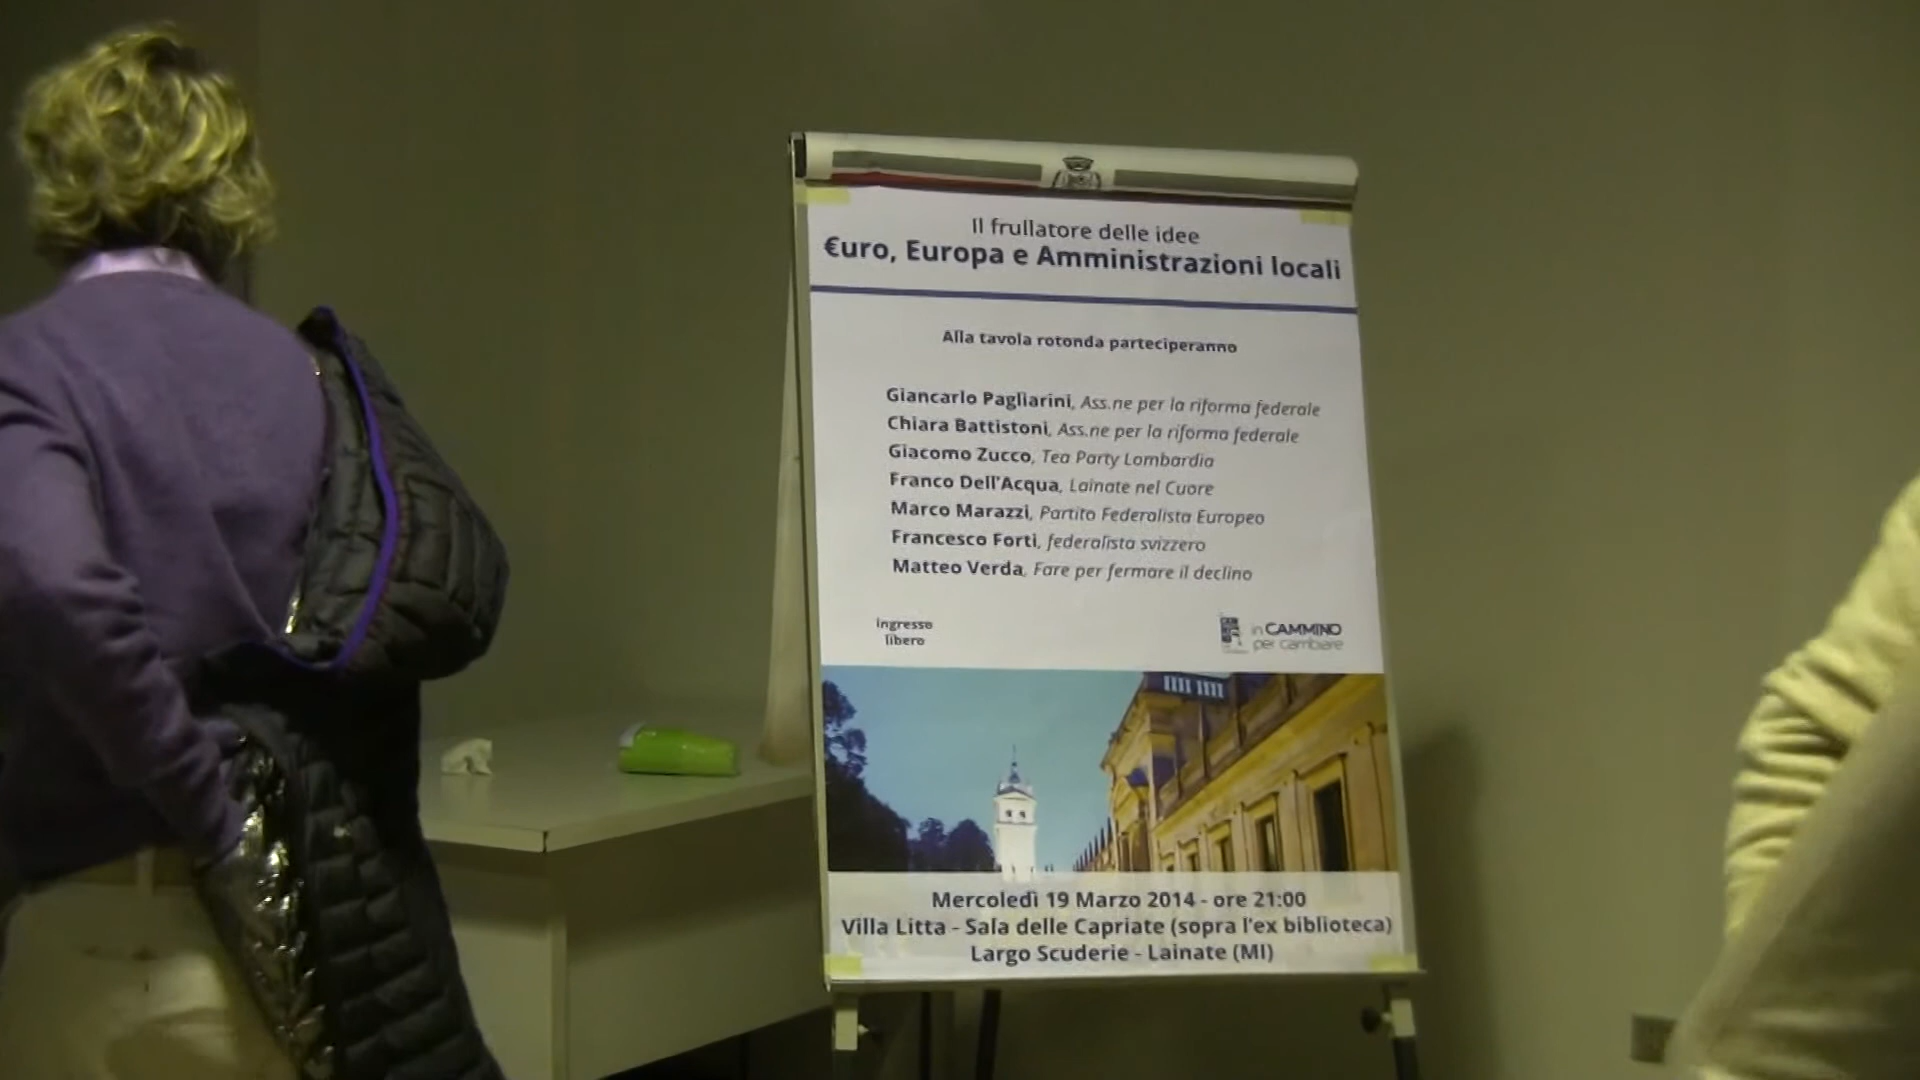 Il frullatore delle idee
€uro, Europa e Amministrazioni locali
Alla tavola rotonda parteciperanno
Giancarlo Pagliarini, Ass.ne per la riforma federale
Chiara Battistoni, Ass.ne per la riforma federale
Giacomo Zucco, Tea Party Lombardia
Franco Dell'Acqua, Lainate nel Cuore
Marco Marazzi, Partito Federalista Europeo
Francesco Forti, federalista svizzero
Matteo Verda, Fare per fermare il declino
ingresso
libero
in CAMMINO
per cambiare
Mercoledì 19 Marzo 2014 - ore 21:00
Villa Litta - Sala delle Capriate (sopra l'ex biblioteca)
Largo Scuderie - Lainate (MI)